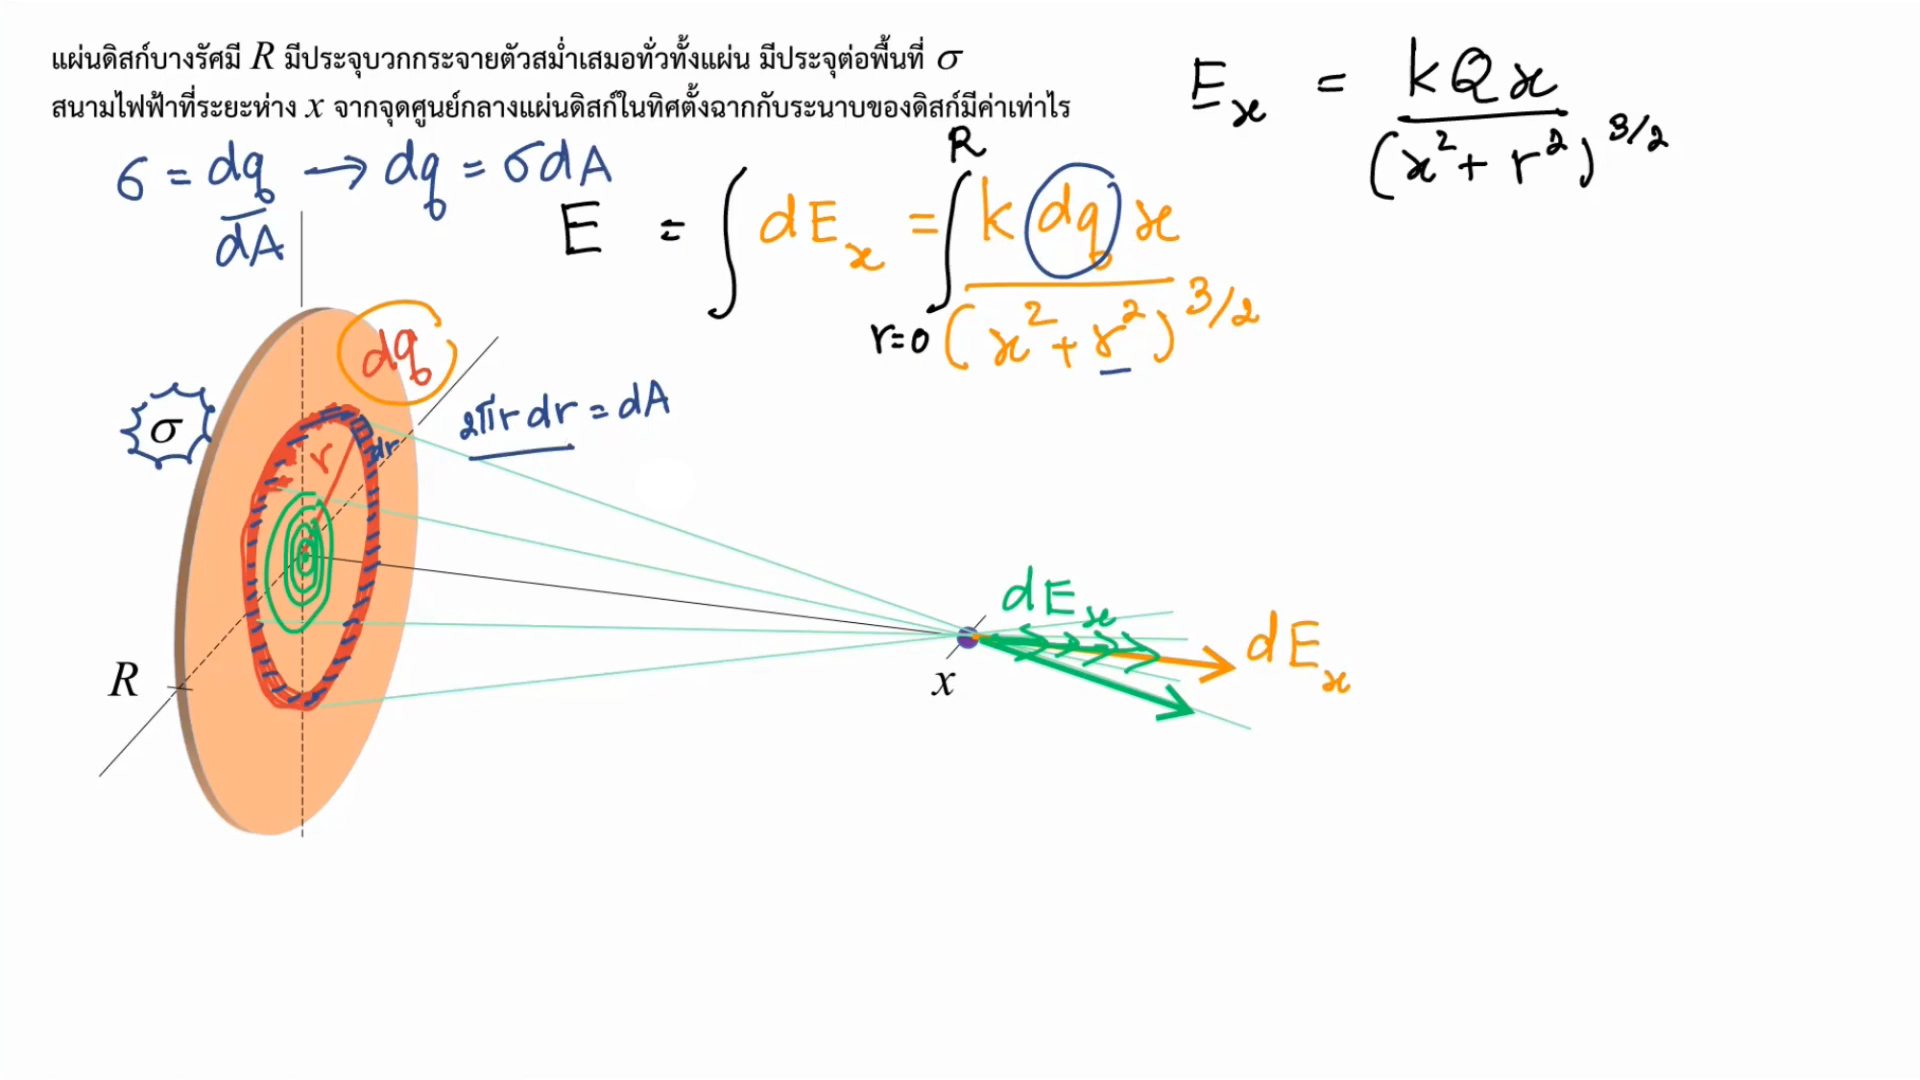 แผ่นดิสก์บางรัศมี R มีประจุบวกกระจายตัวสม่ำเสมอทั่วทั้งแผ่น มีประจุต่อพื้นที่ σ
สนามไฟฟ้าที่ระยะห่าง x จากจุดศูนย์กลางแผ่นดิสก์ในทิศตั้งฉากกับระนาบของดิสก์มีค่าเท่าไร
E_x = kQx / (x² + r²)^3/2
σ = dq/dA → dq = σdA
E = ∫ dE_x = ∫_{r=0}^{R} k dq x / (x² + r²)^3/2
dq
2πr dr = dA
σ
r
dr
dE_x
dE_x
R
x